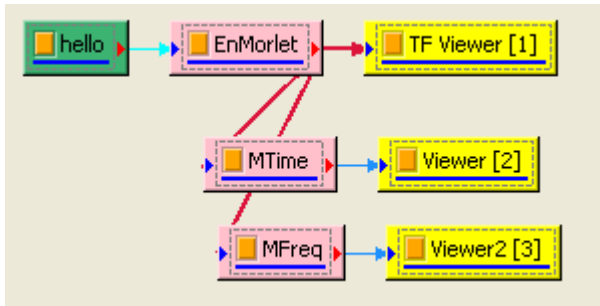 hello EnMorlet TF Viewer [1]
MTime Viewer [2]
MFreq Viewer2 [3]